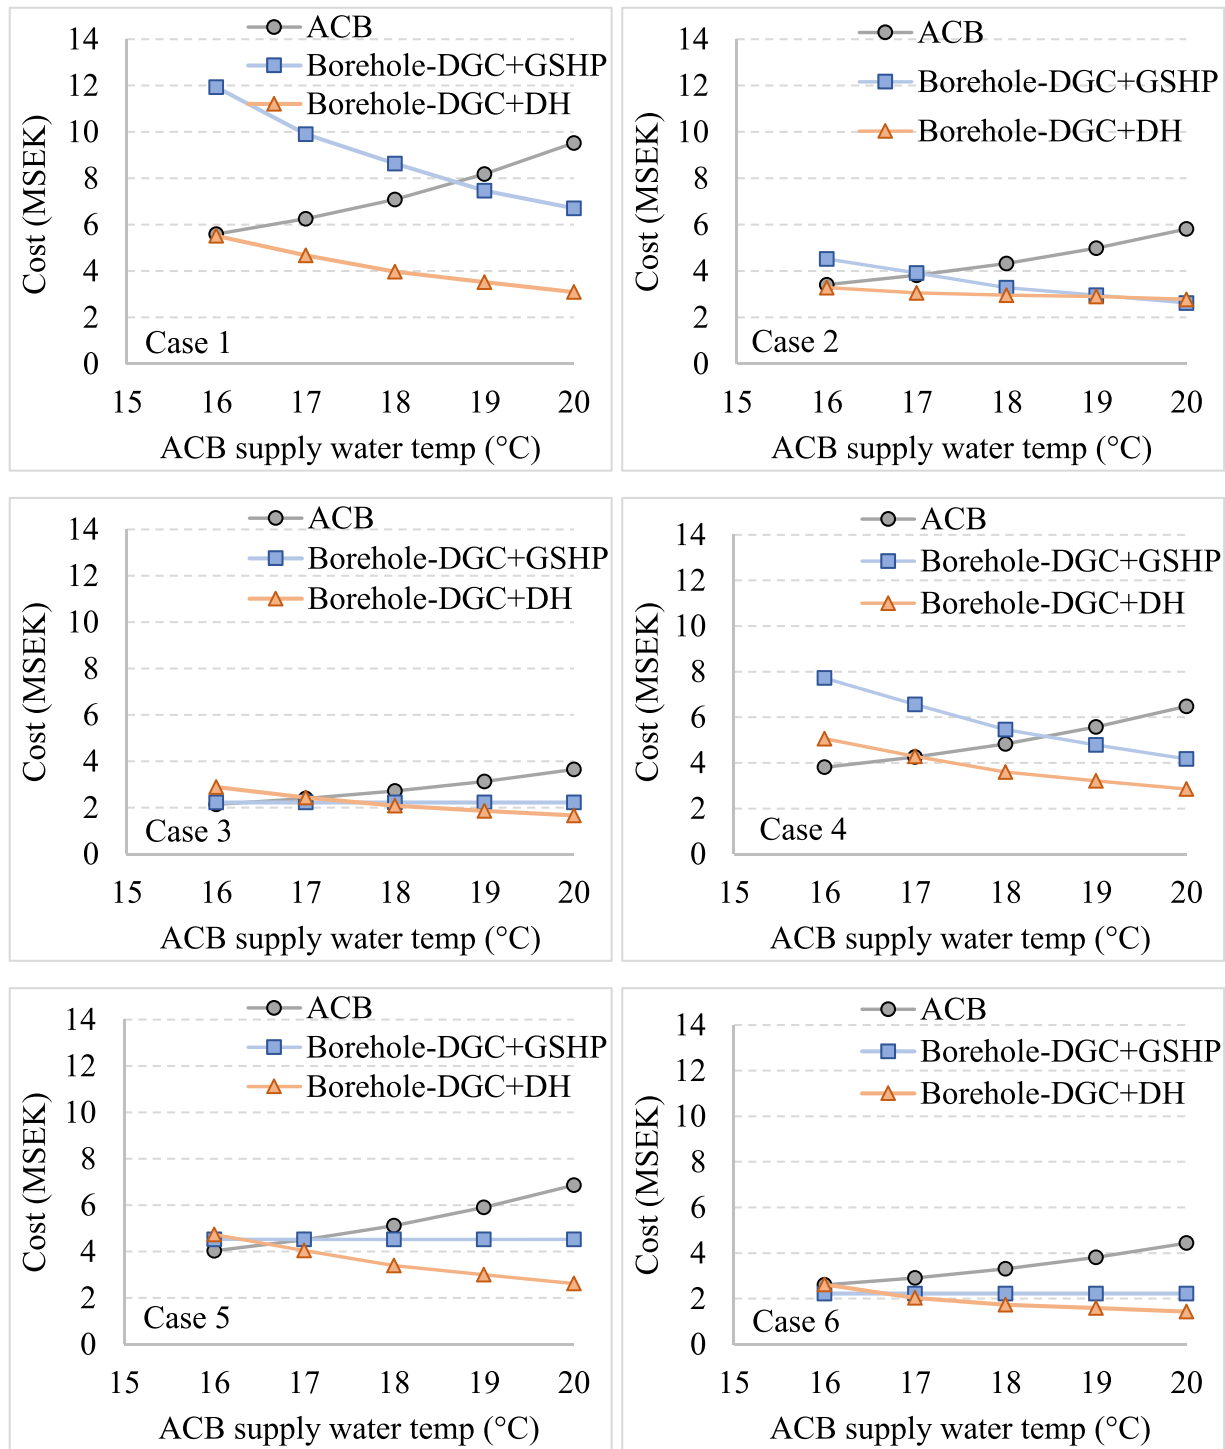 ACB
Borehole-DGC+GSHP
Borehole-DGC+DH
14
12
10
8
6
4
2
0
Cost (MSEK)
Case 1
15 16 17 18 19 20
ACB supply water temp (°C)
ACB
Borehole-DGC+GSHP
Borehole-DGC+DH
14
12
10
8
6
4
2
0
Cost (MSEK)
Case 2
15 16 17 18 19 20
ACB supply water temp (°C)
ACB
Borehole-DGC+GSHP
Borehole-DGC+DH
14
12
10
8
6
4
2
0
Cost (MSEK)
Case 3
15 16 17 18 19 20
ACB supply water temp (°C)
ACB
Borehole-DGC+GSHP
Borehole-DGC+DH
14
12
10
8
6
4
2
0
Cost (MSEK)
Case 4
15 16 17 18 19 20
ACB supply water temp (°C)
ACB
Borehole-DGC+GSHP
Borehole-DGC+DH
14
12
10
8
6
4
2
0
Cost (MSEK)
Case 5
15 16 17 18 19 20
ACB supply water temp (°C)
ACB
Borehole-DGC+GSHP
Borehole-DGC+DH
14
12
10
8
6
4
2
0
Cost (MSEK)
Case 6
15 16 17 18 19 20
ACB supply water temp (°C)